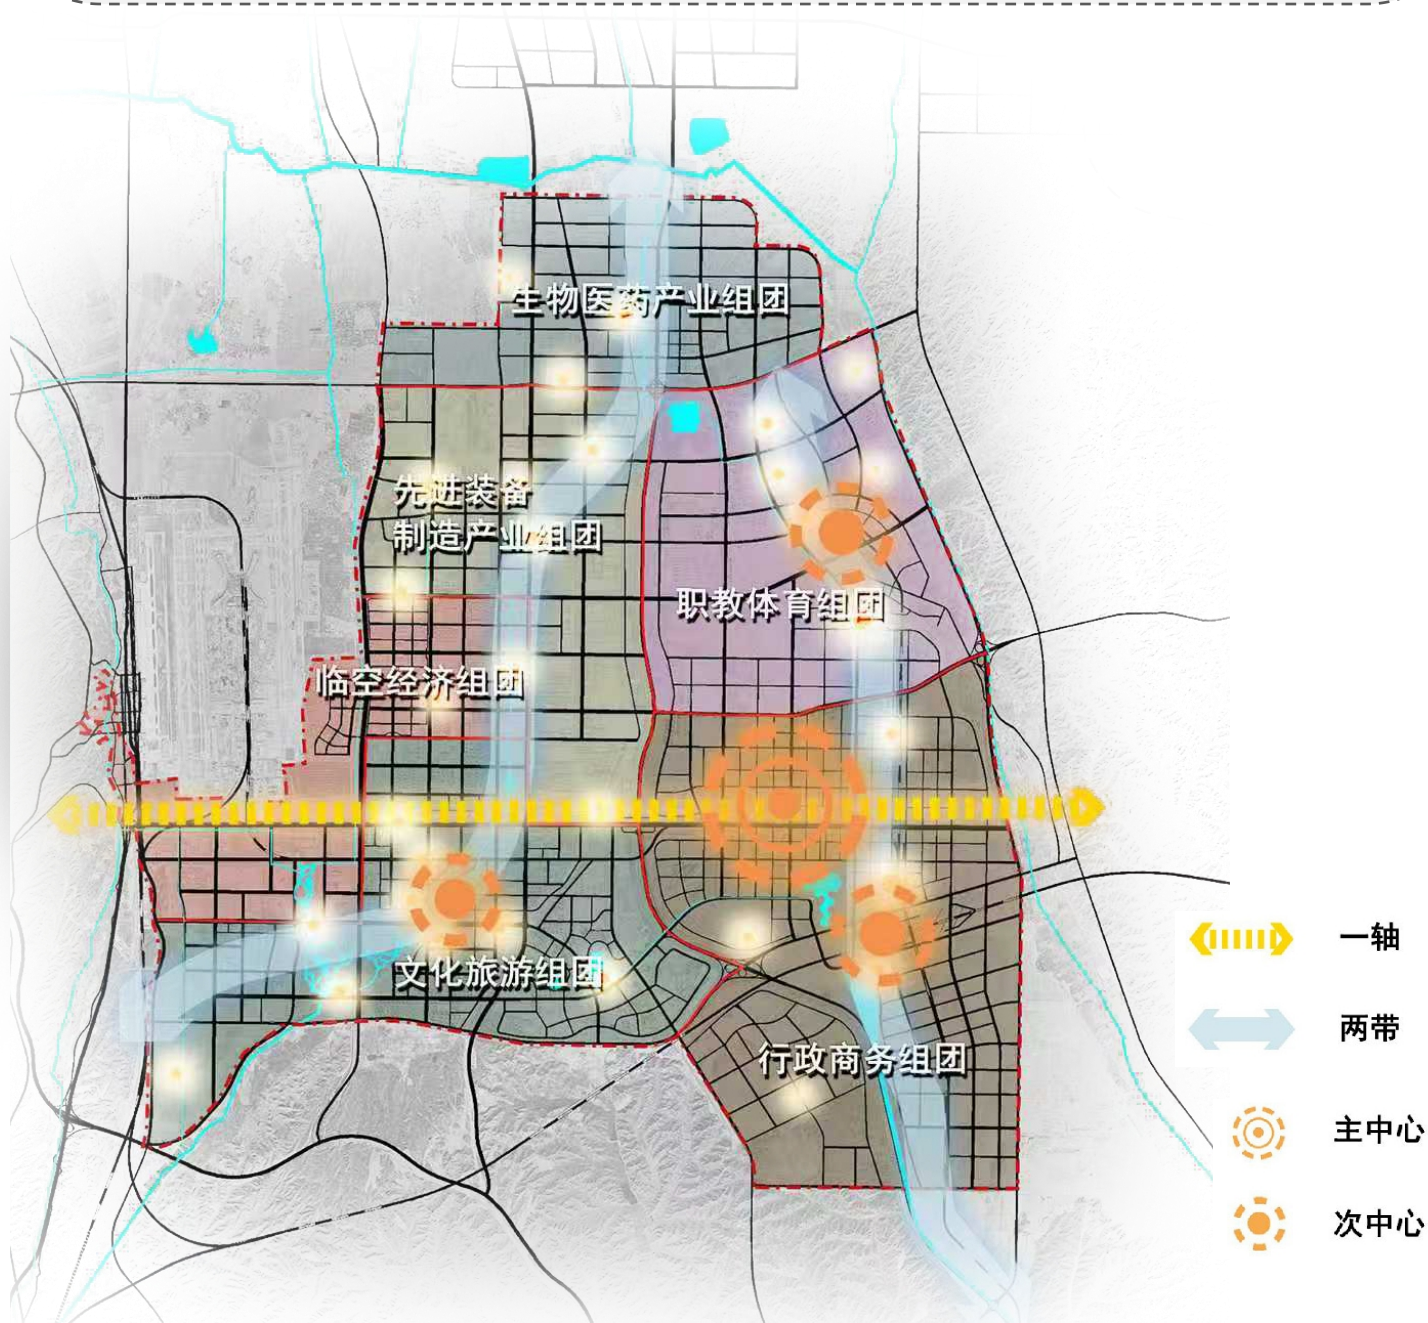 生物医药产业组团
先进装备
制造产业组团
职教体育组团
临空经济组团
文化旅游组团
行政商务组团
一轴
两带
主中心
次中心